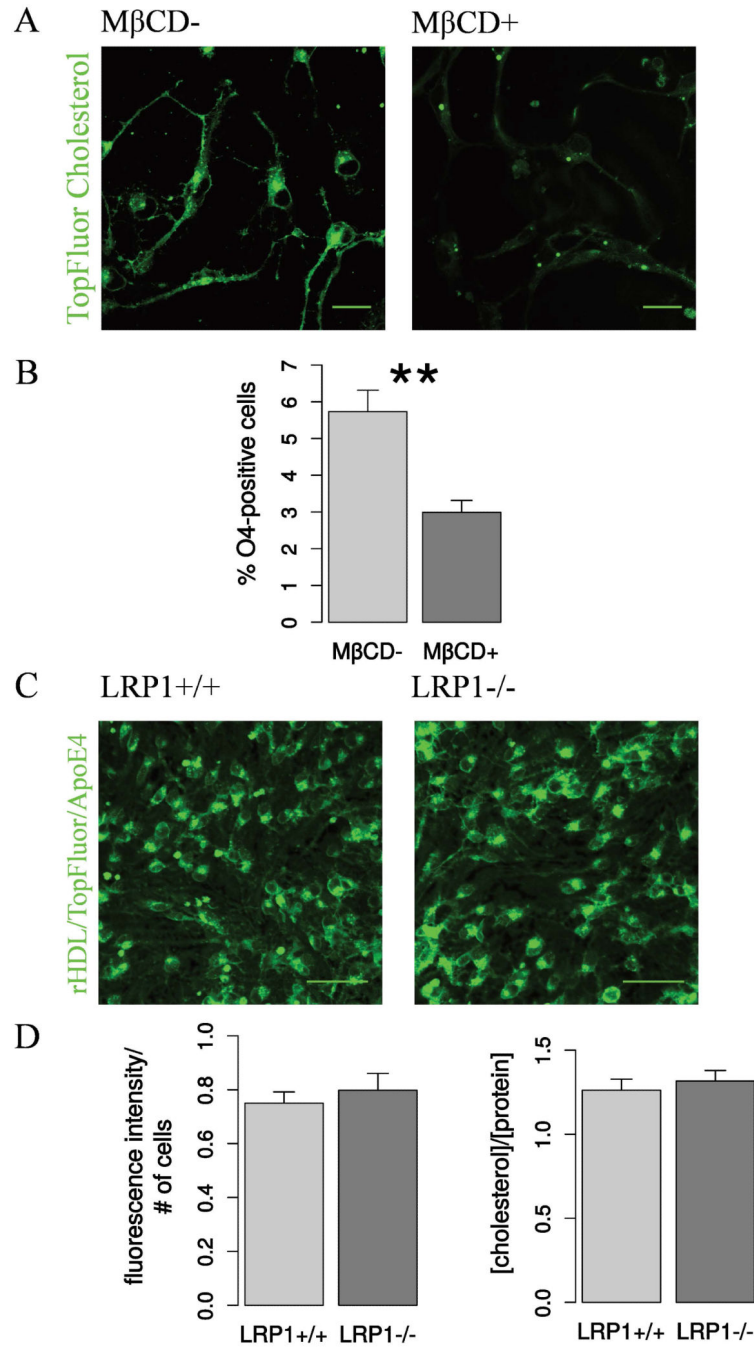 A
MβCD-
MβCD+
TopFluor Cholesterol
B
% O4-positive cells
7
6
5
4
3
2
1
0
**
MβCD-
MβCD+
C
LRP1+/+
LRP1-/-
rHDL/TopFluor/ApoE4
D
fluorescence intensity/
# of cells
1.0
0.8
0.6
0.4
0.2
0.0
LRP1+/+
LRP1-/-
[cholesterol]/[protein]
1.5
1.0
0.5
0.0
LRP1+/+
LRP1-/-